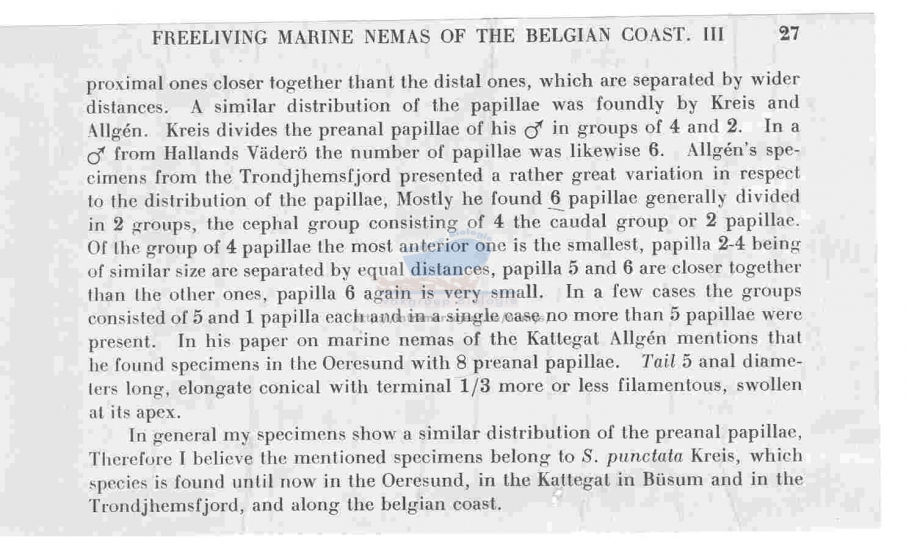 FREELIVING MARINE NEMAS OF THE BELGIAN COAST. III 27
proximal ones closer together thant the distal ones, which are separated by wider
distances. A similar distribution of the papillae was foundly by Kreis and
Allgén. Kreis divides the preanal papillae of his ♂ in groups of 4 and 2. In a
♂ from Hallands Väderö the number of papillae was likewise 6. Allgén's spe-
cimens from the Trondjhemsfjord presented a rather great variation in respect
to the distribution of the papillae, Mostly he found 6 papillae generally divided
in 2 groups, the cephal group consisting of 4 the caudal group or 2 papillae.
Of the group of 4 papillae the most anterior one is the smallest, papilla 2-4 being
of similar size are separated by equal distances, papilla 5 and 6 are closer together
than the other ones, papilla 6 again is very small. In a few cases the groups
consisted of 5 and 1 papilla each and in a single case no more than 5 papillae were
present. In his paper on marine nemas of the Kattegat Allgén mentions that
he found specimens in the Oeresund with 8 preanal papillae. Tail 5 anal diame-
ters long, elongate conical with terminal 1/3 more or less filamentous, swollen
at its apex.
In general my specimens show a similar distribution of the preanal papillae,
Therefore I believe the mentioned specimens belong to S. punctata Kreis, which
species is found until now in the Oeresund, in the Kattegat in Büsum and in the
Trondjhemsfjord, and along the belgian coast.